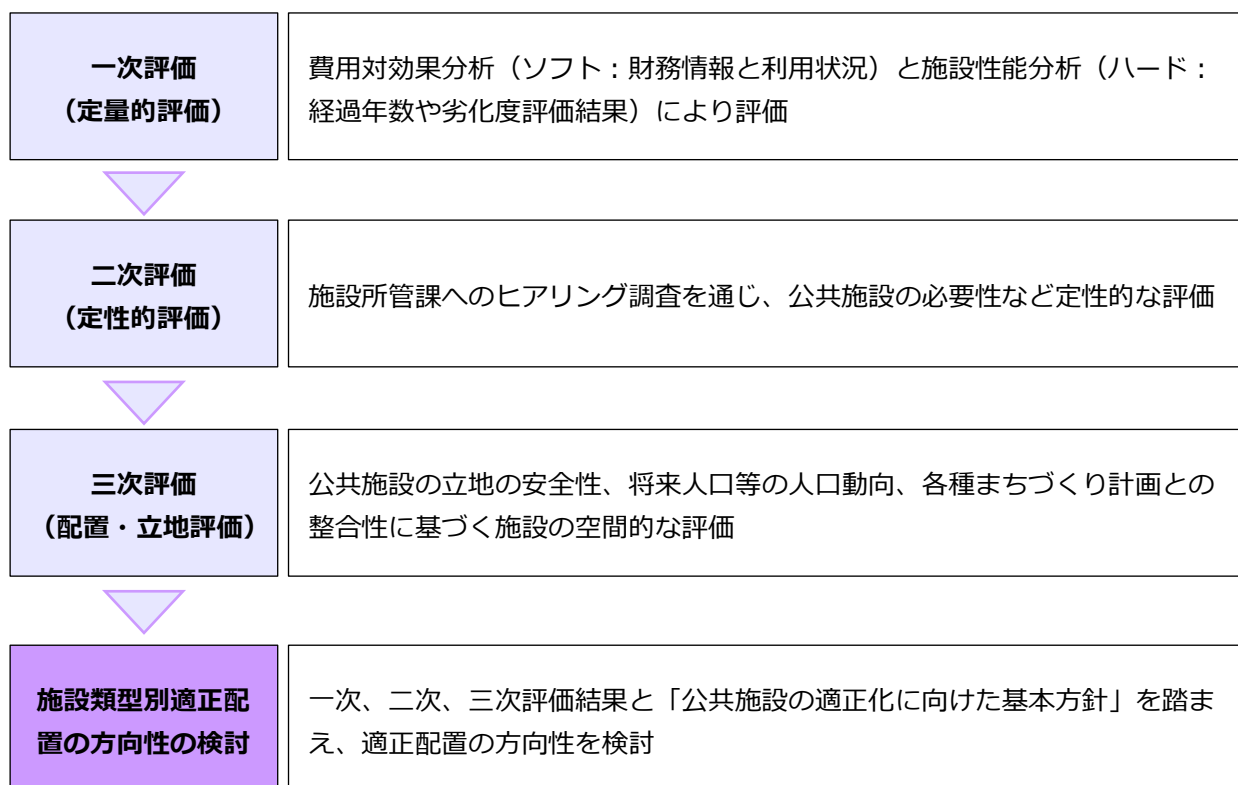 一次評価
（定量的評価）
費用対効果分析（ソフト：財務情報と利用状況）と施設性能分析（ハード：
経過年数や劣化度評価結果）により評価
二次評価
（定性的評価）
施設所管課へのヒアリング調査を通じ、公共施設の必要性など定性的な評価
三次評価
（配置・立地評価）
公共施設の立地の安全性、将来人口等の人口動向、各種まちづくり計画との
整合性に基づく施設の空間的な評価
施設類型別適正配
置の方向性の検討
一次、二次、三次評価結果と「公共施設の適正化に向けた基本方針」を踏ま
え、適正配置の方向性を検討